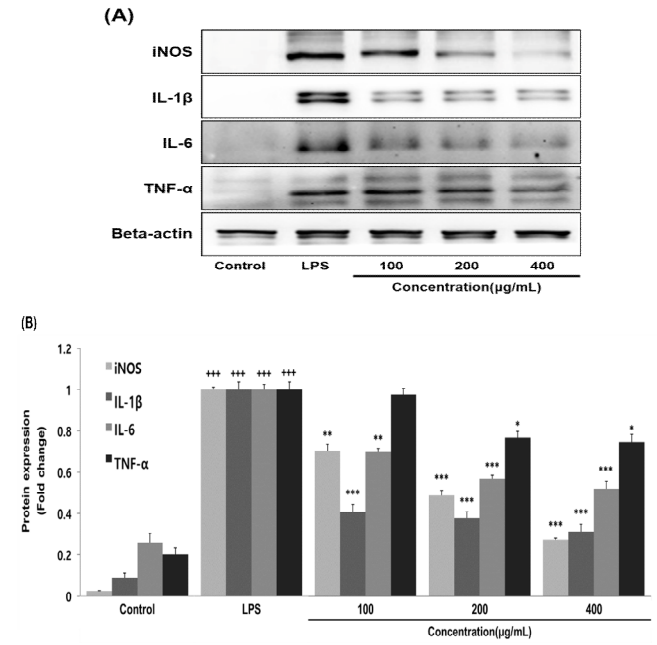 (A)
iNOS
IL-1β
IL-6
TNF-α
Beta-actin
Control LPS 100 200 400
Concentration(µg/mL)
(B)
Protein expression
(Fold change)
1.2
1
0.8
0.6
0.4
0.2
0
iNOS
IL-1β
IL-6
TNF-α
+++ +++ +++ +++
** *** **
*** *** *** *
*** *** *** *
Control LPS 100 200 400
Concentration(µg/mL)